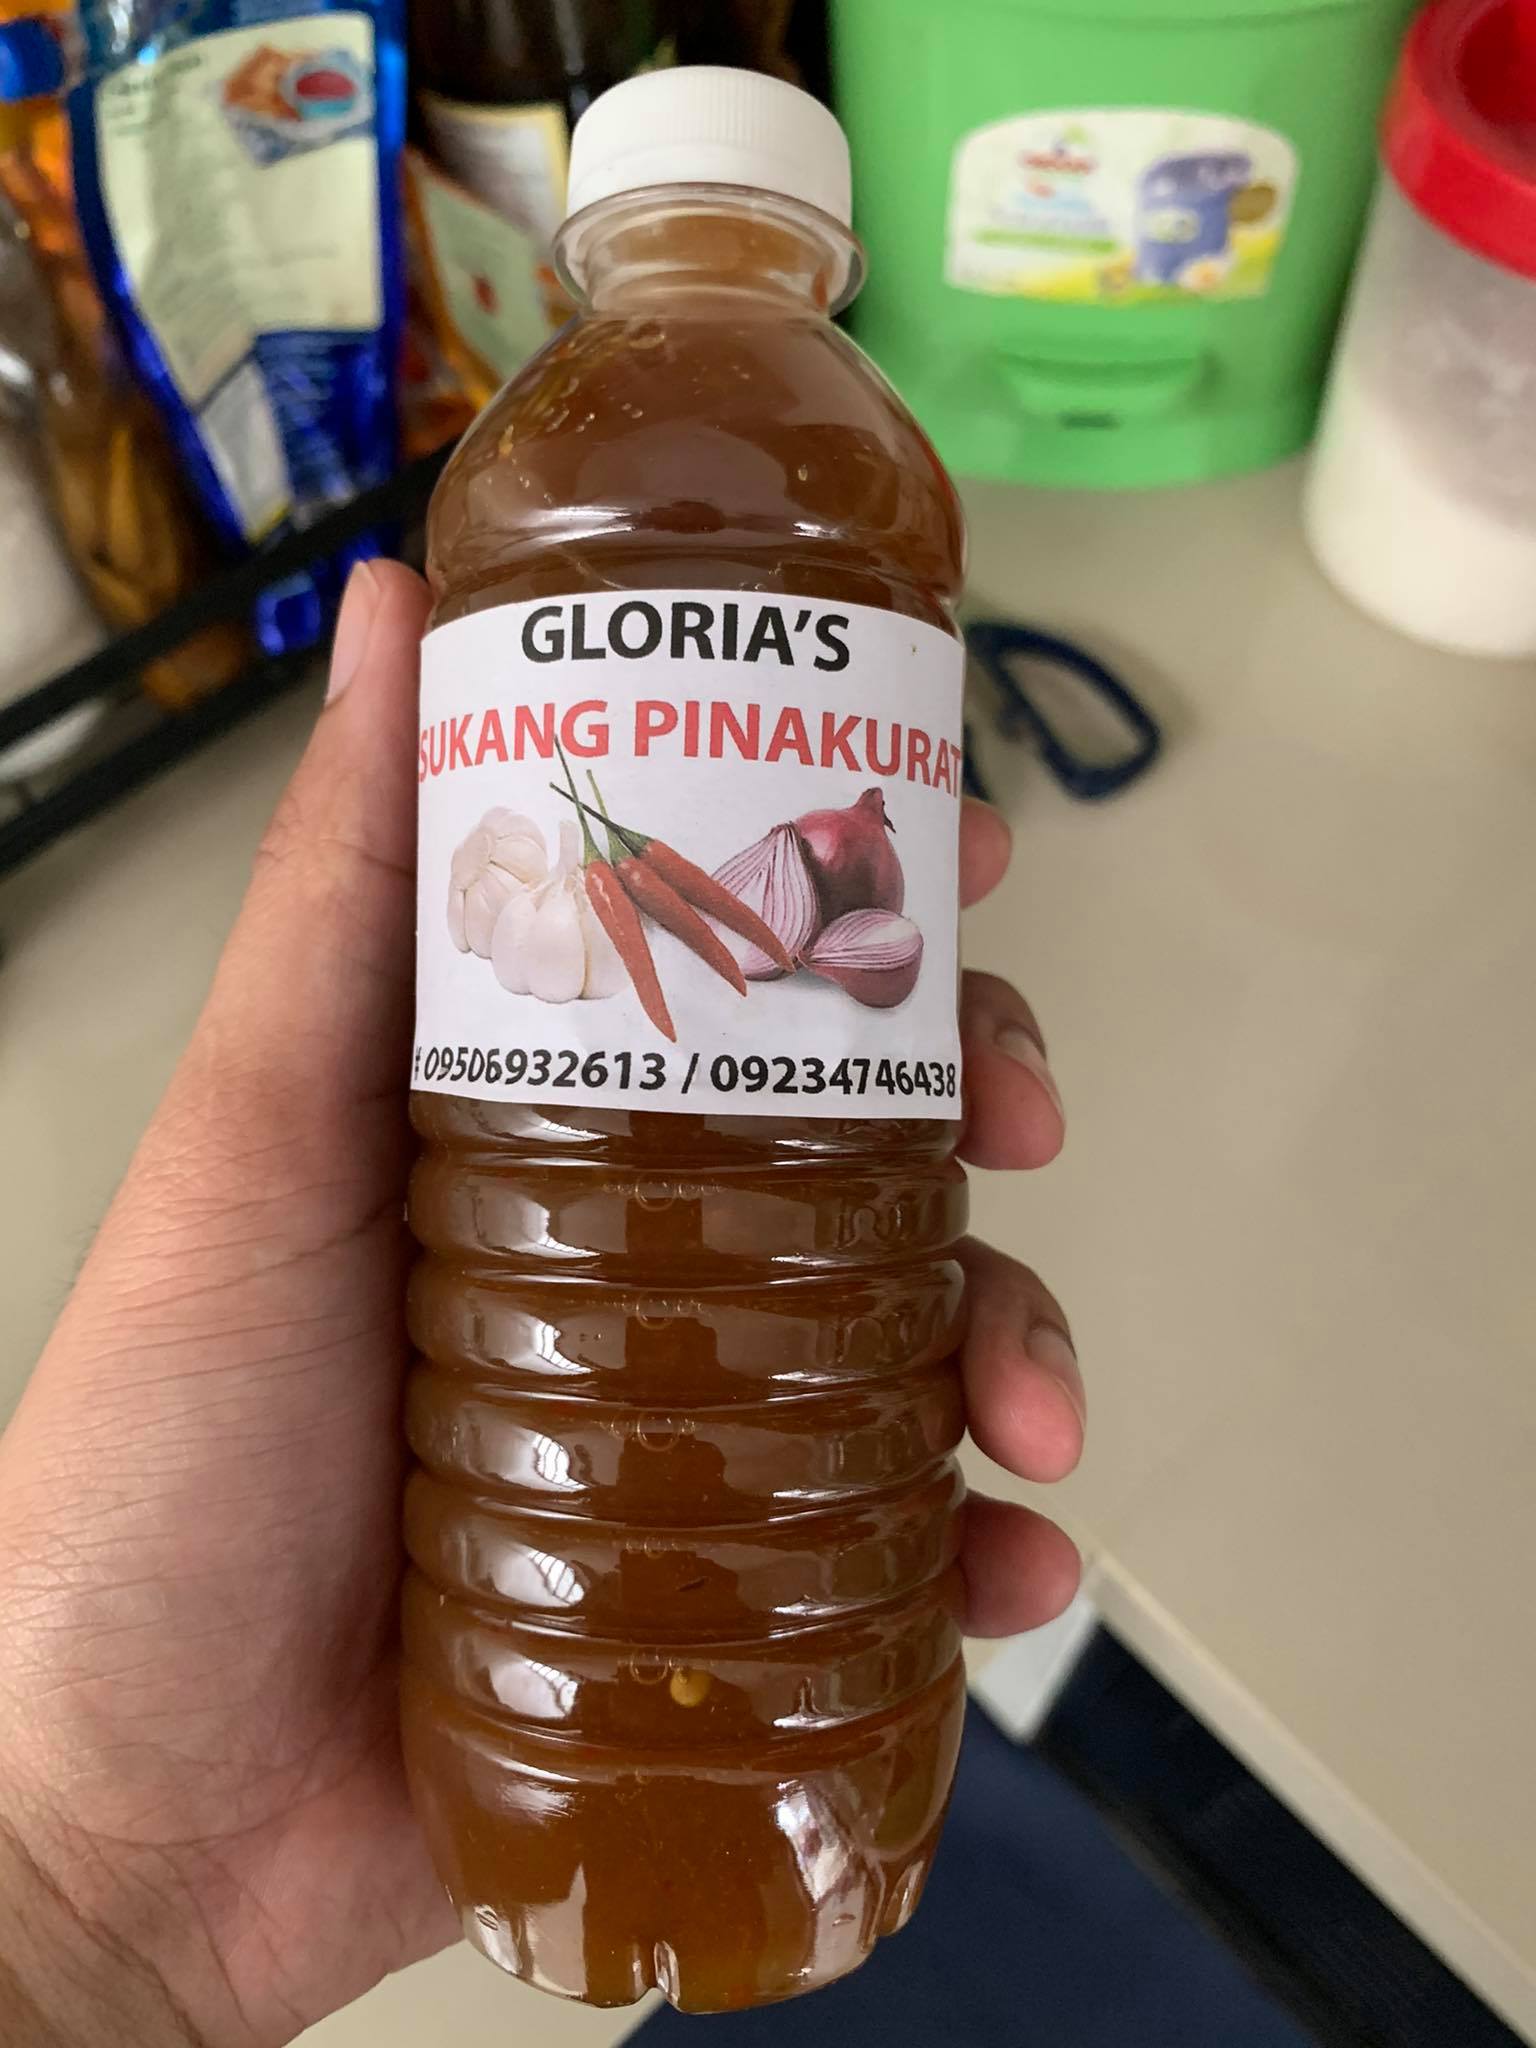 GLORIA'S
SUKANG PINAKURAT
# 09506932613 / 09234746438